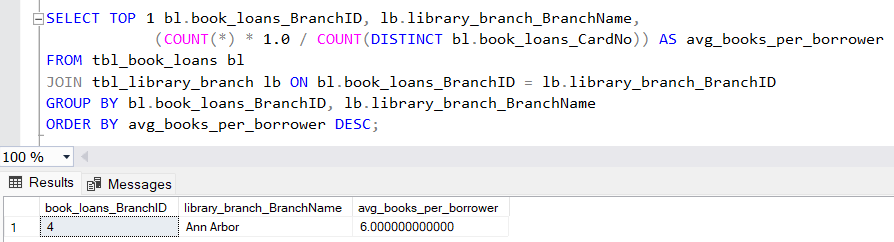 SELECT TOP 1 bl.book_loans_BranchID, lb.library_branch_BranchName,
(COUNT(*) * 1.0 / COUNT(DISTINCT bl.book_loans_CardNo)) AS avg_books_per_borrower
FROM tbl_book_loans bl
JOIN tbl_library_branch lb ON bl.book_loans_BranchID = lb.library_branch_BranchID
GROUP BY bl.book_loans_BranchID, lb.library_branch_BranchName
ORDER BY avg_books_per_borrower DESC;
100 %
Results Messages
book_loans_BranchID library_branch_BranchName avg_books_per_borrower
1 4 Ann Arbor 6.000000000000